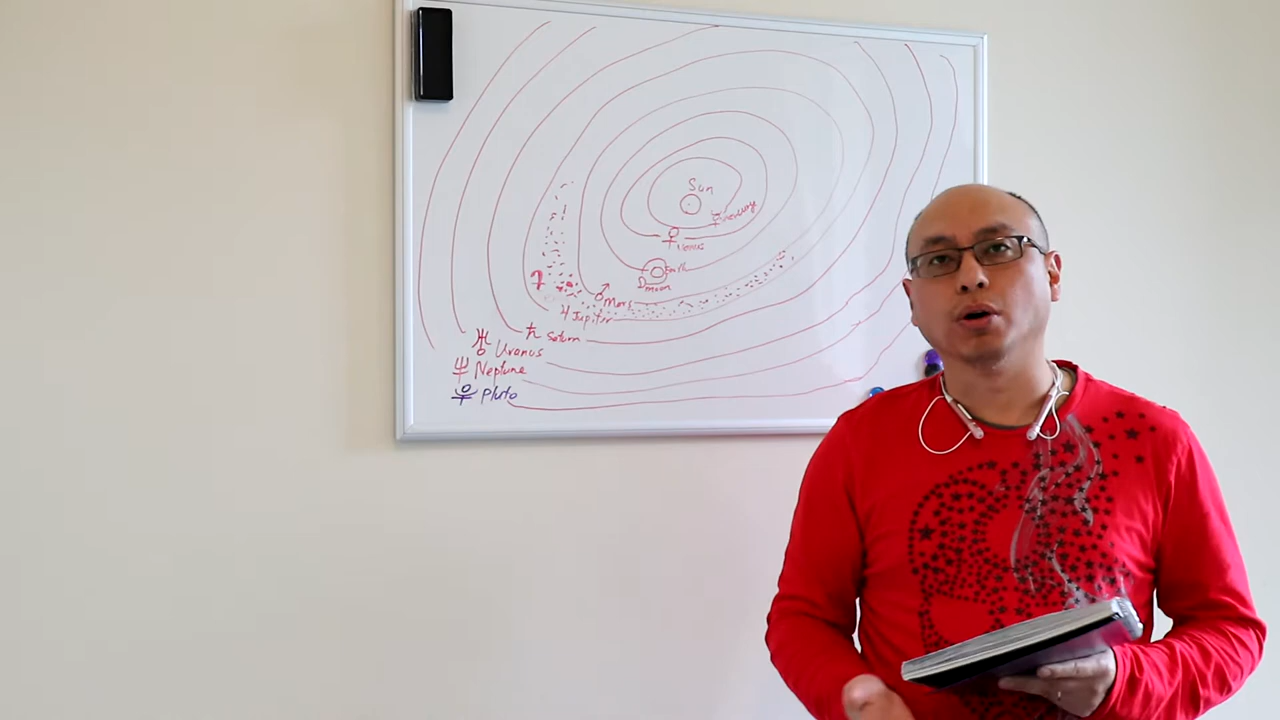 Sun
☿ mercury
♀ Venus
Earth
☽ moon
♂ Mars
♃ Jupiter
♄ Saturn
♅ Uranus
♆ Neptune
Pluto